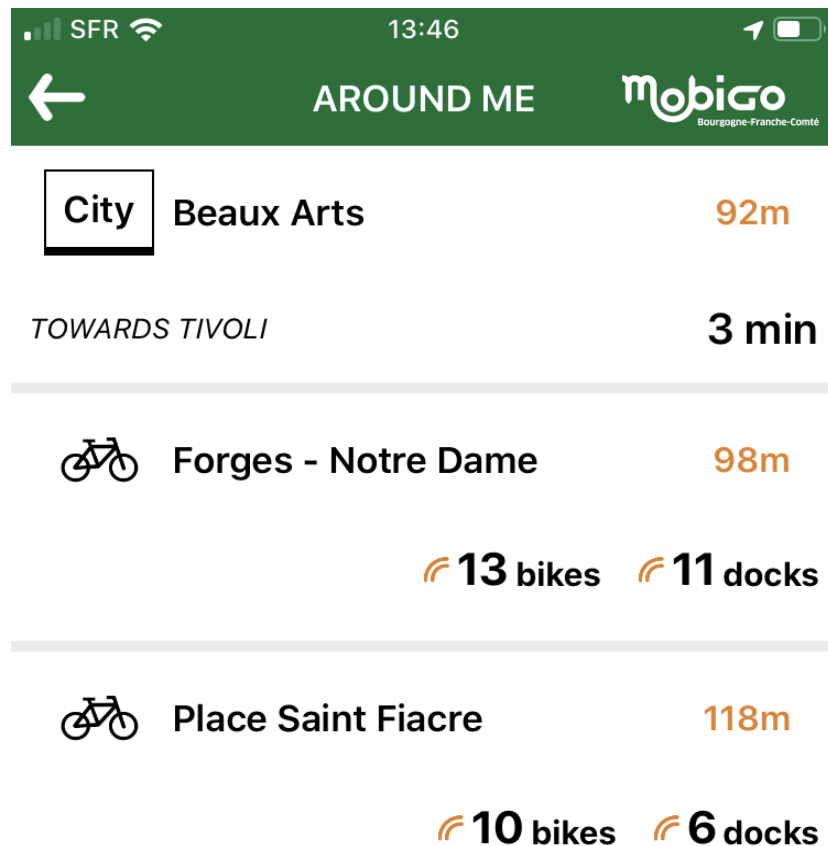 SFR 13:46
AROUND ME
MobiGO
Bourgogne-Franche-Comté
City Beaux Arts 92m
TOWARDS TIVOLI 3 min
Forges - Notre Dame 98m
13 bikes 11 docks
Place Saint Fiacre 118m
10 bikes 6 docks